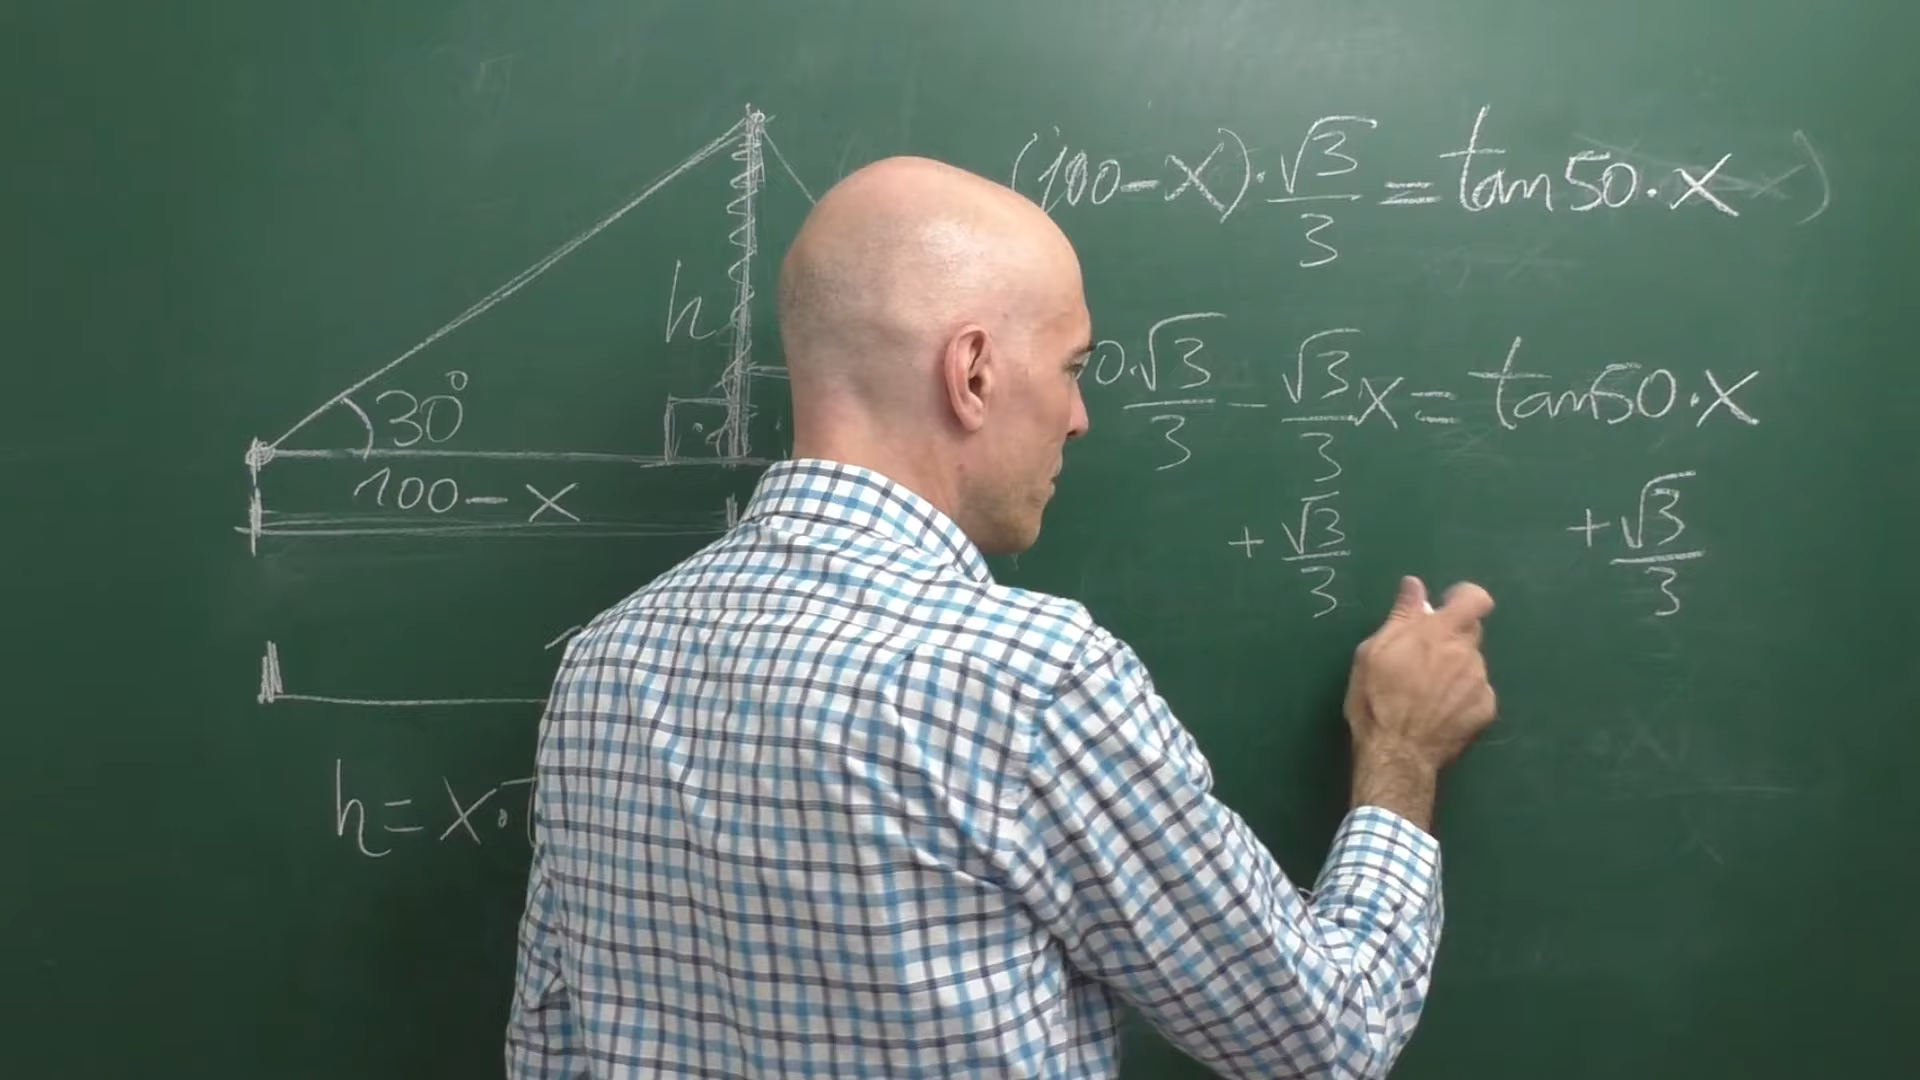 (100-x)·√3/3 = tan50·x
0·√3/3 - √3/3 x = tan50·x
+ √3/3 + √3/3
h
30°
100-x
h = x·